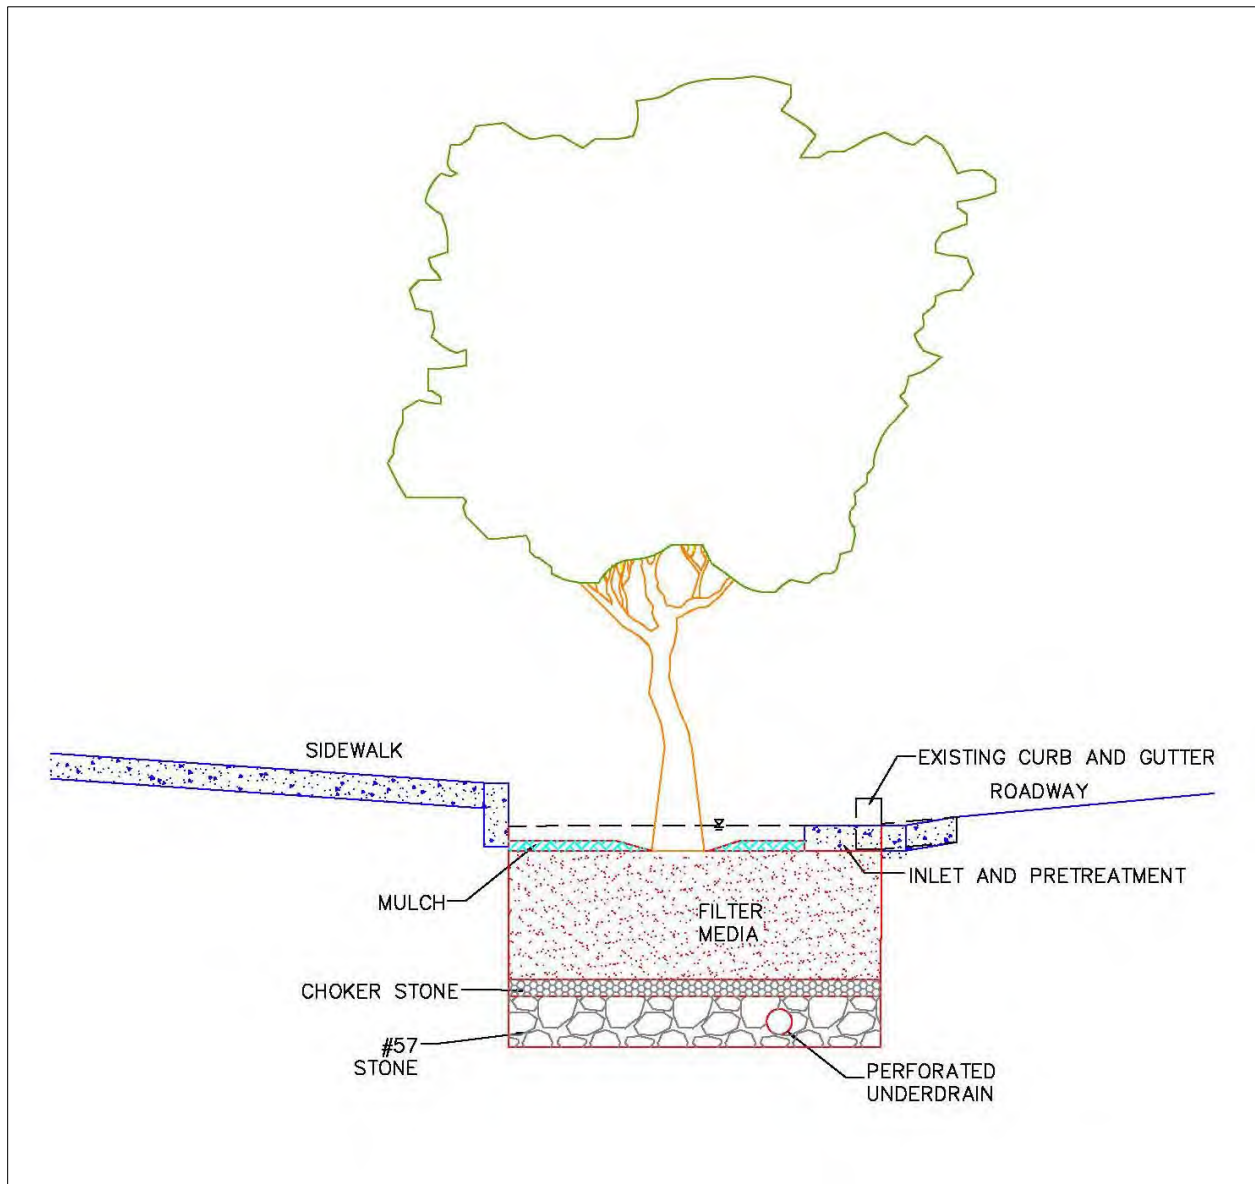 SIDEWALK
EXISTING CURB AND GUTTER
ROADWAY
INLET AND PRETREATMENT
MULCH
FILTER
MEDIA
CHOKER STONE
#57
STONE
PERFORATED
UNDERDRAIN